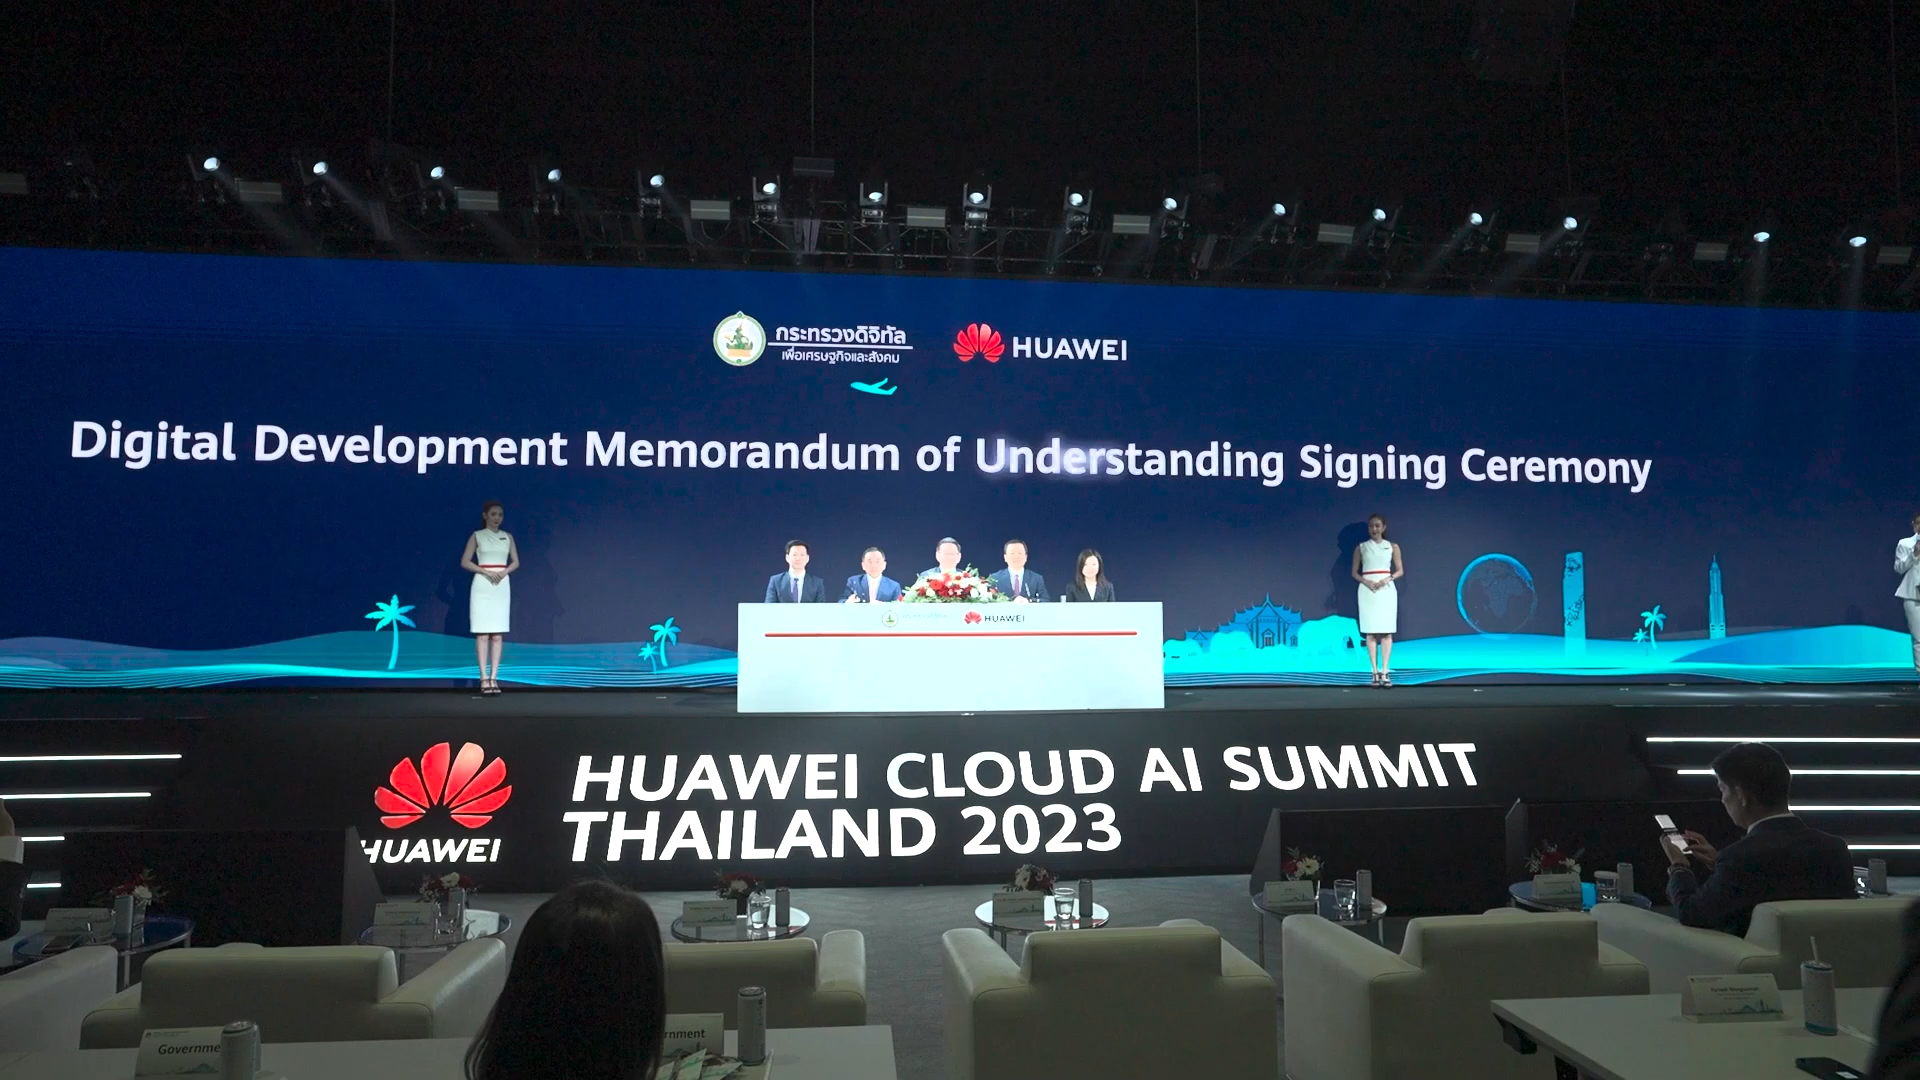 กระทรวงดิจิทัล
เพื่อเศรษฐกิจและสังคม
HUAWEI
Digital Development Memorandum of Understanding Signing Ceremony
HUAWEI
HUAWEI
HUAWEI CLOUD AI SUMMIT
THAILAND 2023
Governme
rnment